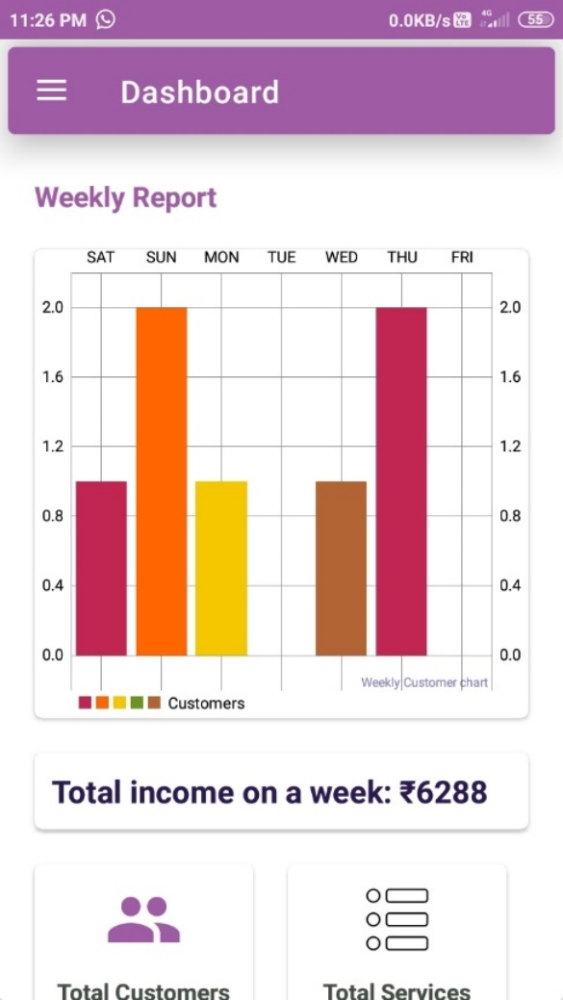 11:26 PM 0.0KB/s Vo LTE 4G 55
Dashboard
Weekly Report
SAT SUN MON TUE WED THU FRI
2.0 2.0
1.6 1.6
1.2 1.2
0.8 0.8
0.4 0.4
0.0 0.0
Weekly Customer chart
Customers
Total income on a week: ₹6288
Total Customers Total Services